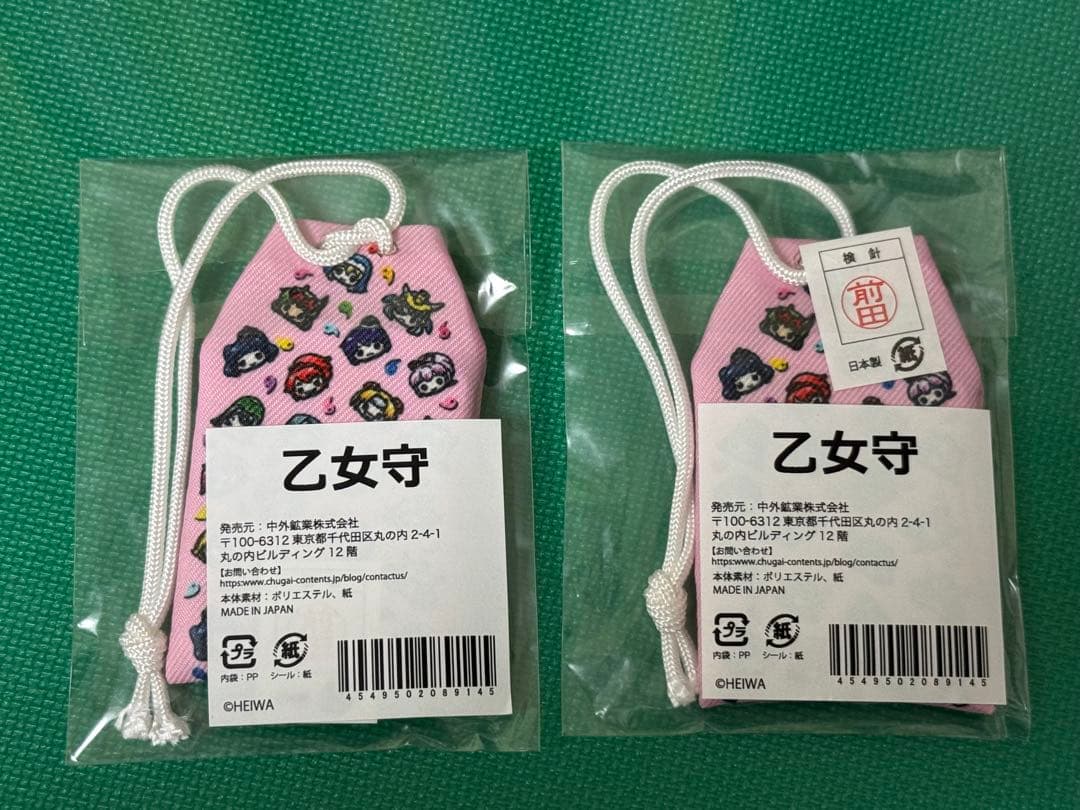 乙女守
発売元：中外鉱業株式会社
〒100-6312 東京都千代田区丸の内 2-4-1
丸の内ビルディング 12 階
【お問い合わせ】
https:www.chugai-contents.jp/blog/contactus/
本体素材：ポリエステル、紙
MADE IN JAPAN
プラ
紙
内袋：PP
シール：紙
4549502089145
©HEIWA
検針
前田
日本製
紙
乙女守
発売元：中外鉱業株式会社
〒100-6312 東京都千代田区丸の内 2-4-1
丸の内ビルディング 12 階
【お問い合わせ】
https:www.chugai-contents.jp/blog/contactus/
本体素材：ポリエステル、紙
MADE IN JAPAN
プラ
紙
内袋：PP
シール：紙
4549502089145
©HEIWA